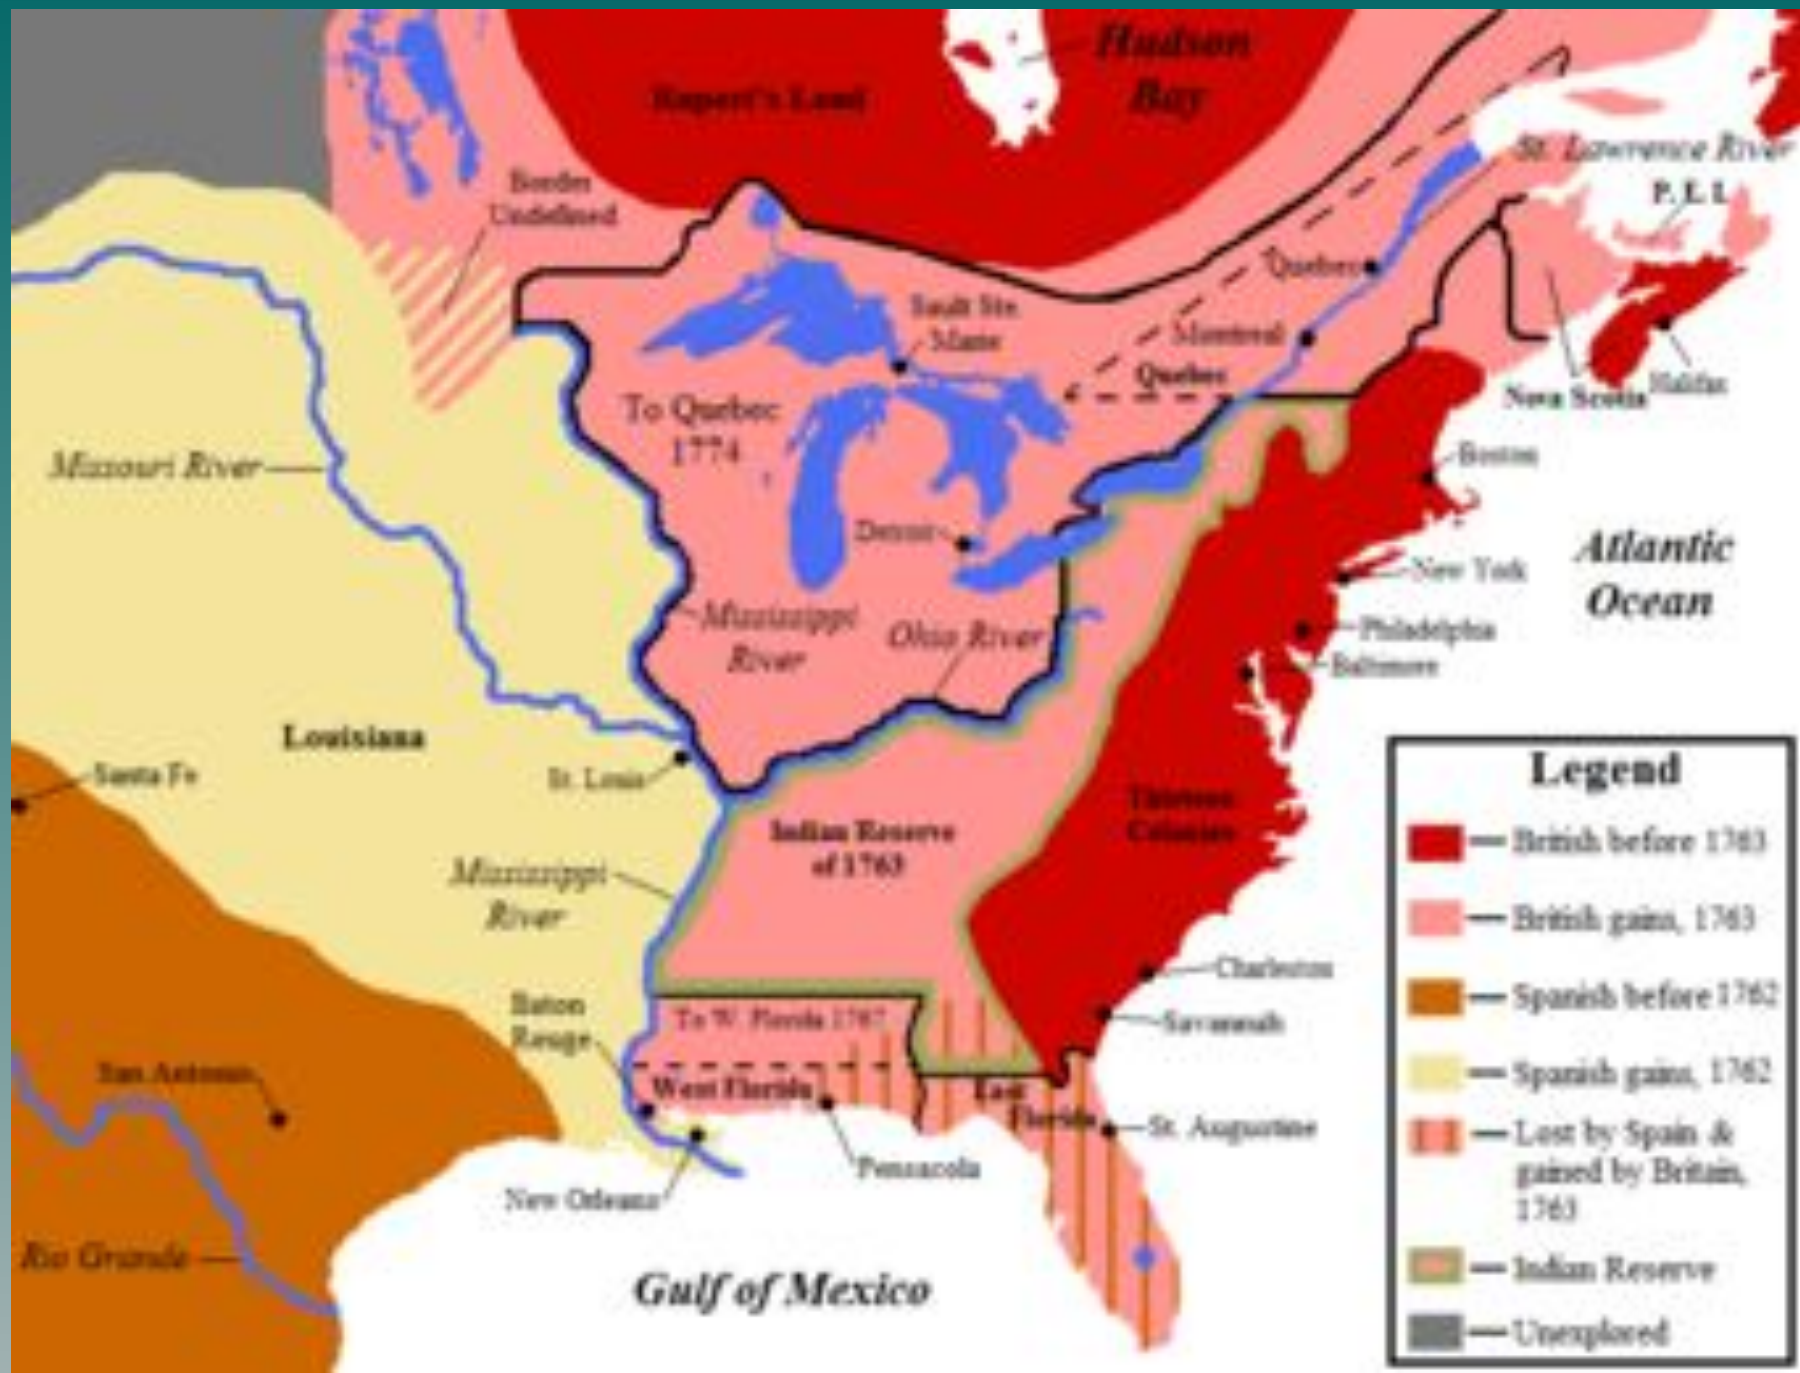 Hudson
Bay
Rupert's Land
St. Lawrence River
P. E. I.
Border
Undefined
Quebec
Sault Ste.
Marie
Montreal
Quebec
Nova Scotia
Halifax
To Quebec
1774
Missouri River
Boston
Detroit
Atlantic
Ocean
New York
Mississippi
River
Ohio River
Philadelphia
Baltimore
Louisiana
Santa Fe
St. Louis
Thirteen
Colonies
Indian Reserve
of 1763
Mississippi
River
Charleston
Baton
Rouge
To W. Florida 1767
Savannah
San Antonio
West Florida
East
Florida
St. Augustine
Pensacola
New Orleans
Rio Grande
Gulf of Mexico
Legend
British before 1763
British gains, 1763
Spanish before 1762
Spanish gains, 1762
Lost by Spain &
gained by Britain,
1763
Indian Reserve
Unexplored